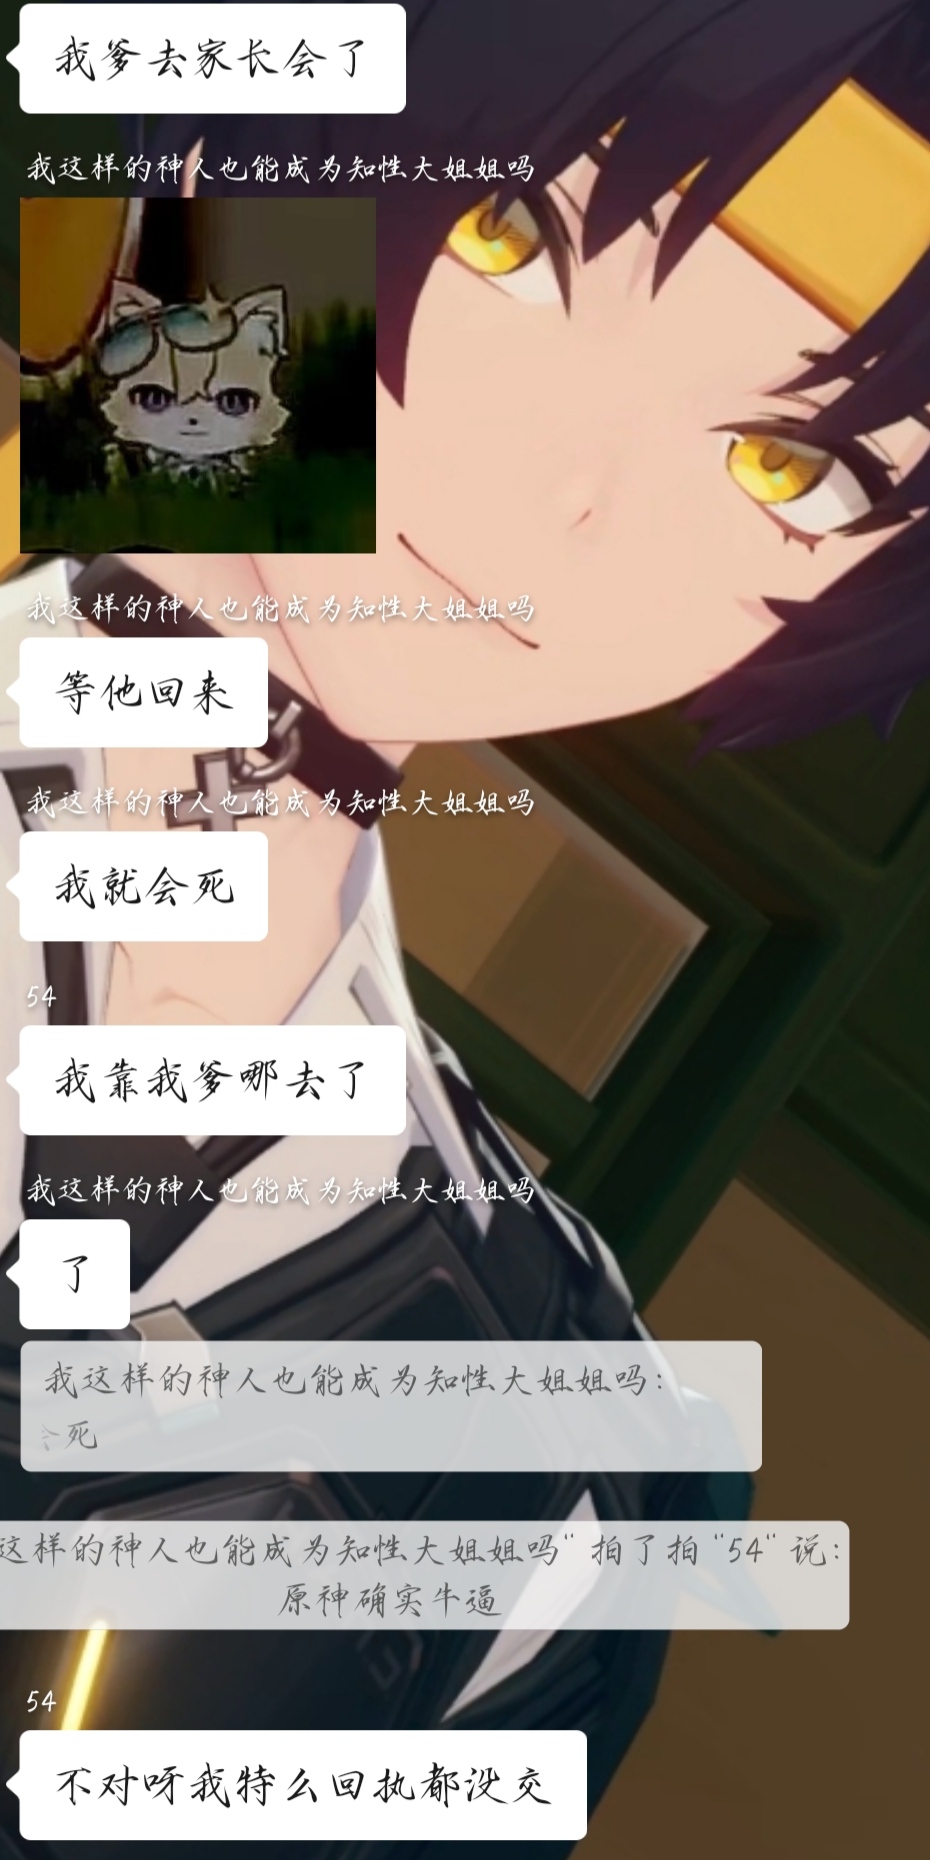 我爹去家长会了
我这样的神人也能成为知性大姐姐吗
我这样的神人也能成为知性大姐姐吗
等他回来
我这样的神人也能成为知性大姐姐吗
我就会死
54
我靠我爹哪去了
我这样的神人也能成为知性大姐姐吗
了
我这样的神人也能成为知性大姐姐吗：
死
这样的神人也能成为知性大姐姐吗" 拍了拍 "54" 说：
原神确实牛逼
54
不对呀我特么回执都没交